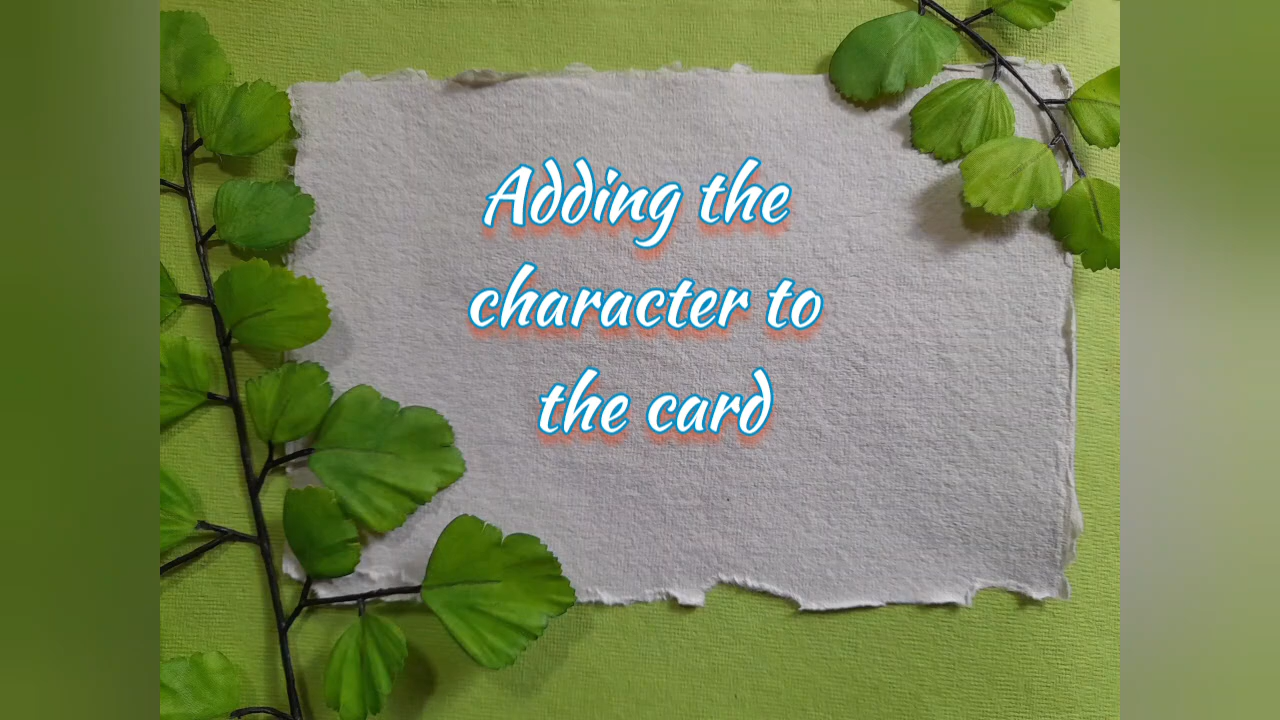 Adding the
character to
the card